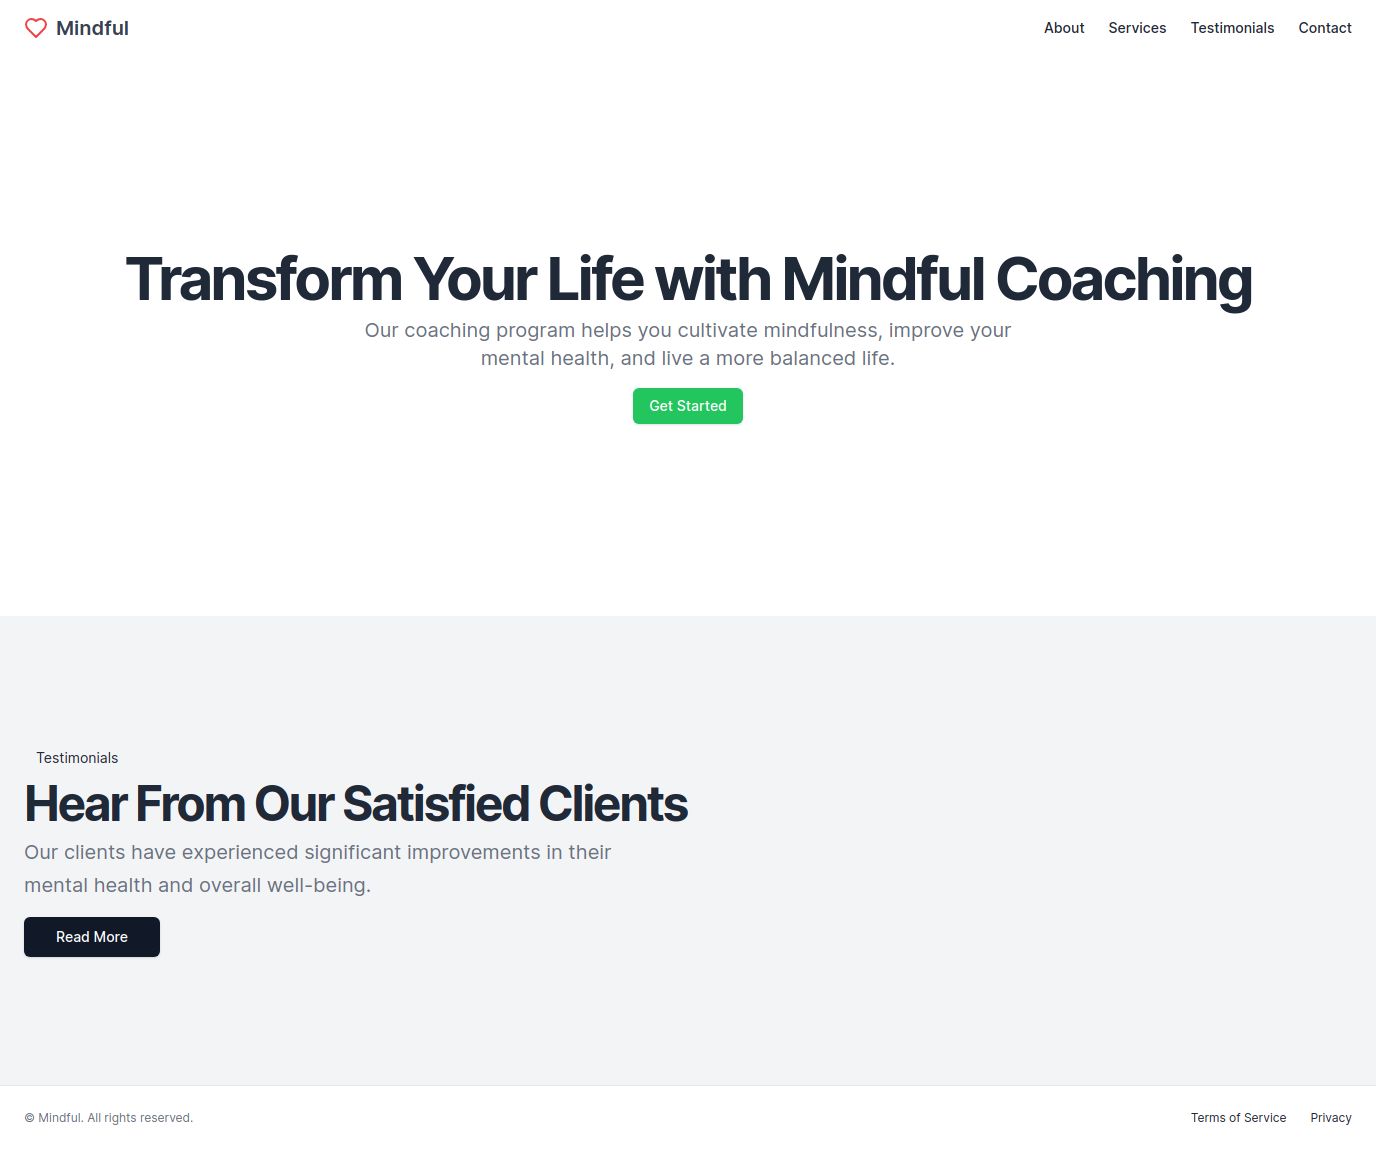 Mindful
About Services Testimonials Contact
Transform Your Life with Mindful Coaching
Our coaching program helps you cultivate mindfulness, improve your
mental health, and live a more balanced life.
Get Started
Testimonials
Hear From Our Satisfied Clients
Our clients have experienced significant improvements in their
mental health and overall well-being.
Read More
© Mindful. All rights reserved.
Terms of Service Privacy